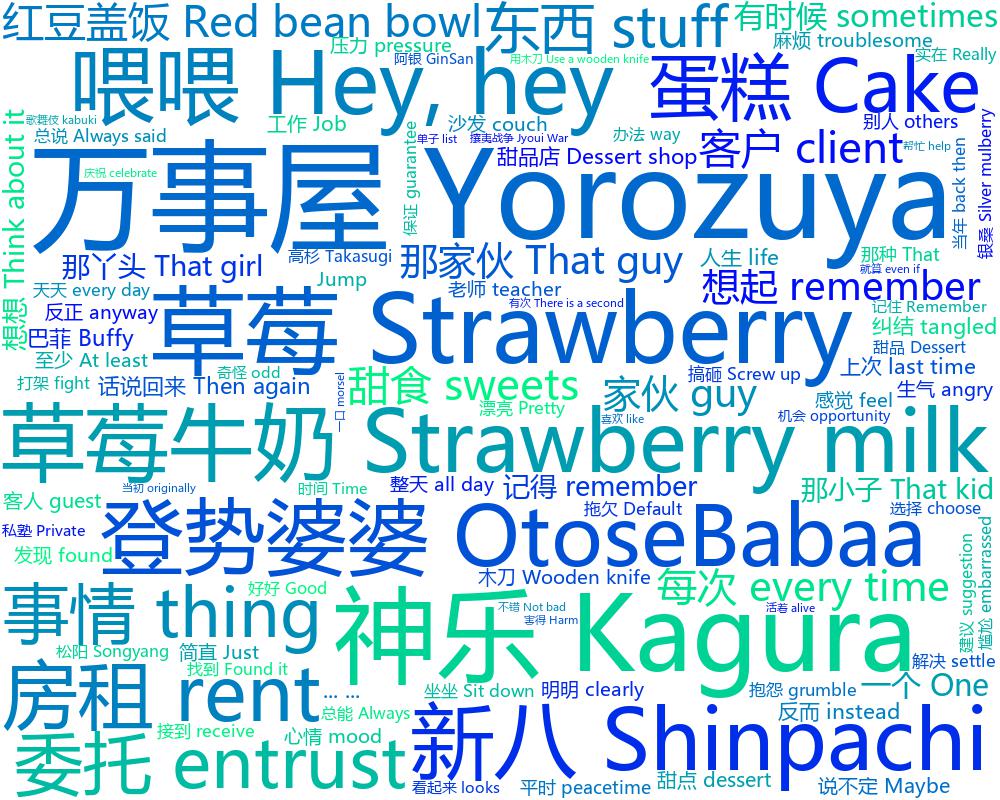 红豆盖饭 Red bean bowl
东西 stuff
有时候 sometimes
压力 pressure
麻烦 troublesome
实在 Really
喂喂 Hey, hey
阿银 GinSan
用木刀 Use a wooden knife
蛋糕 Cake
歌舞伎 kabuki
总说 Always said
工作 Job
沙发 couch
办法 way
别人 others
想想 Think about it
保证 guarantee
单子 list
攘夷战争 Jyoui War
甜品店 Dessert shop
客户 client
帮忙 help
当年 back then
银桑 Silver mulberry
万事屋 Yorozuya
庆祝 celebrate
那丫头 That girl
高杉 Takasugi
那家伙 That guy
人生 life
那种 That
就算 even if
天天 every day
Jump
老师 teacher
想起 remember
反正 anyway
草莓 Strawberry
有次 There is a second
记住 Remember
巴菲 Buffy
纠结 tangled
至少 At least
甜品 Dessert
打架 fight
奇怪 odd
话说回来 Then again
一口 morsel
甜食 sweets
搞砸 Screw up
上次 last time
家伙 guy
感觉 feel
生气 angry
漂亮 Pretty
喜欢 like
机会 opportunity
草莓牛奶 Strawberry milk
客人 guest
当初 originally
时间 Time
整天 all day
记得 remember
那小子 That kid
拖欠 Default
选择 choose
私塾 Private
登势婆婆 OtoseBabaa
发现 found
建议 suggestion
尴尬 embarrassed
事情 thing
好好 Good
木刀 Wooden knife
每次 every time
神乐 Kagura
不错 Not bad
害得 Harm
活着 alive
松阳 Songyang
简直 Just
找到 Found it
解决 settle
房租 rent
... ...
坐坐 Sit down
明明 clearly
抱怨 grumble
一个 One
总能 Always
接到 receive
心情 mood
新八 Shinpachi
反而 instead
委托 entrust
看起来 looks
平时 peacetime
甜点 dessert
说不定 Maybe